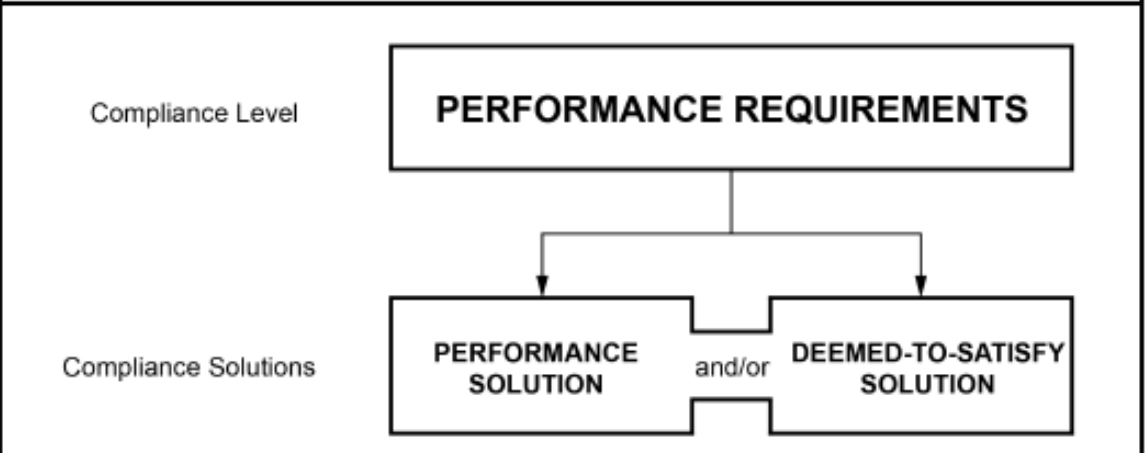 Compliance Level
PERFORMANCE REQUIREMENTS
Compliance Solutions
PERFORMANCE
SOLUTION
and/or
DEEMED-TO-SATISFY
SOLUTION